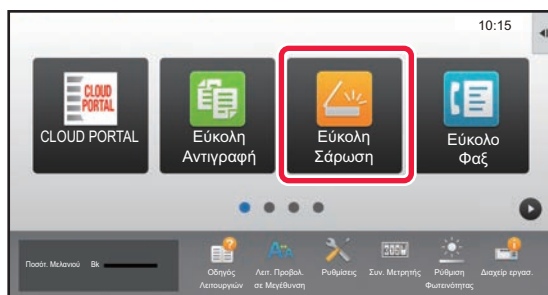 10:15
CLOUD
PORTAL
CLOUD PORTAL
Εύκολη
Αντιγραφή
Εύκολη
Σάρωση
Εύκολο
Φαξ
Ποσότ. Μελανιού Bk
Οδηγός
Λειτουργιών
Λειτ. Προβολ.
σε Μεγέθυνση
Ρυθμίσεις
Συν. Μετρητής
Ρύθμιση
Φωτεινότητας
Διαχείρ εργασ.